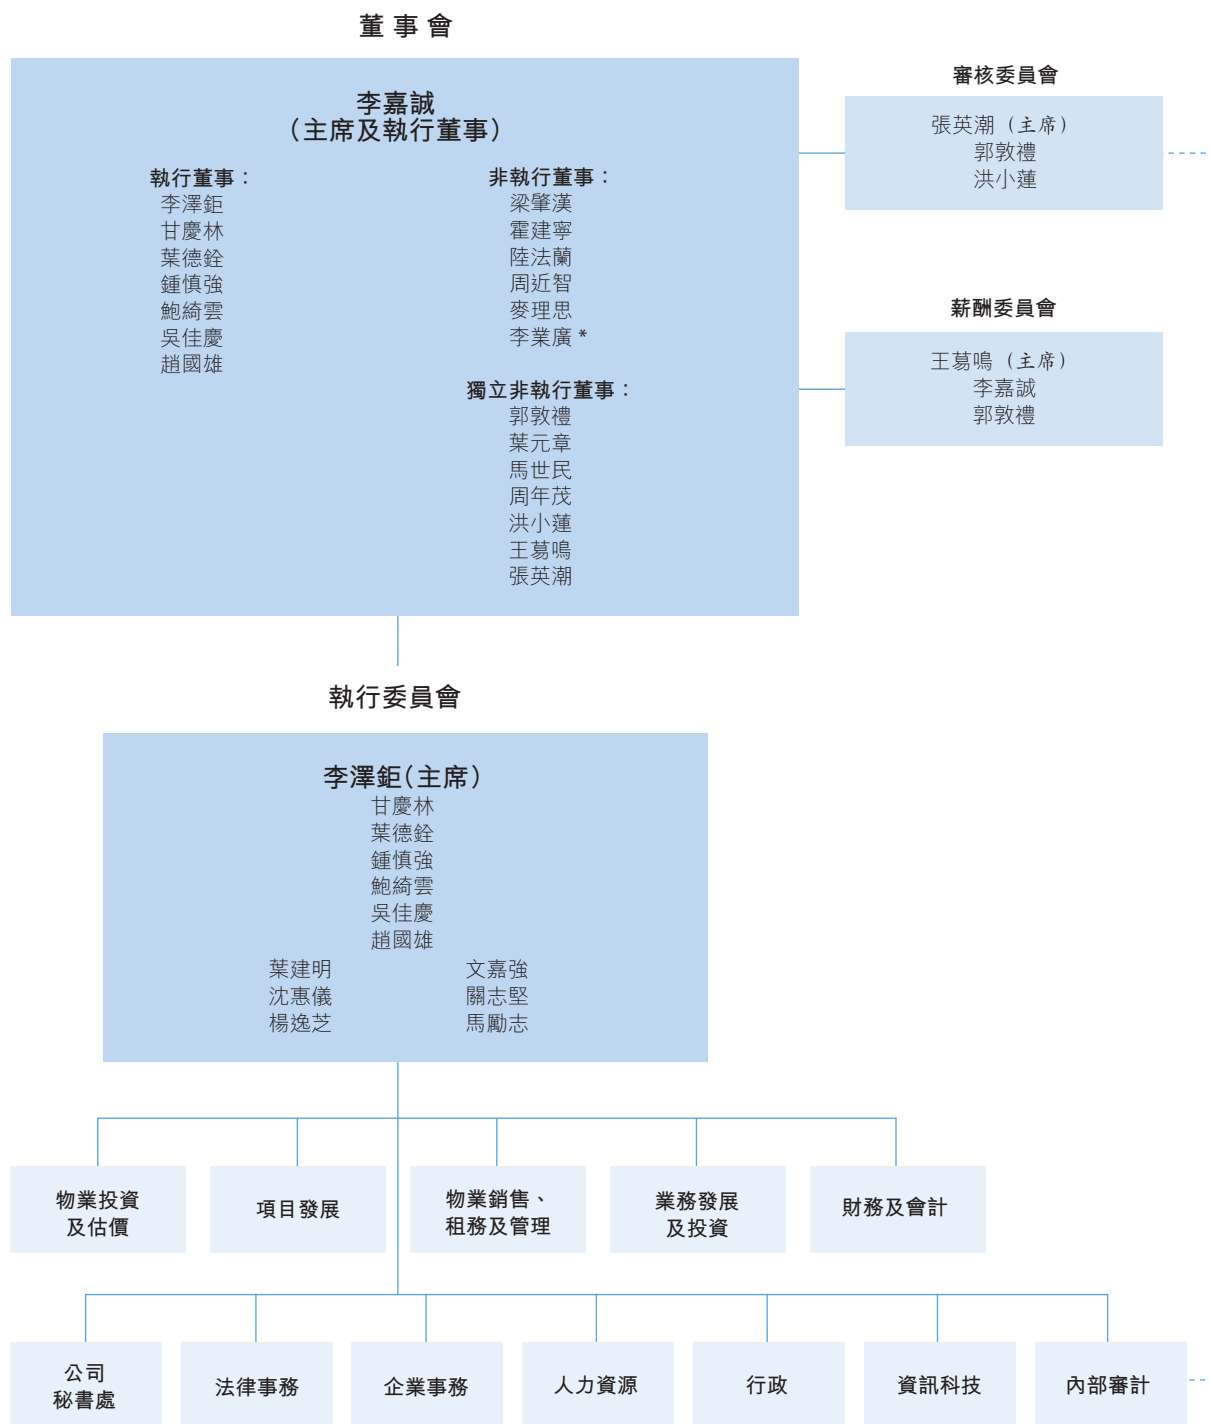 董事會
李嘉誠
（主席及執行董事）
執行董事：
李澤鉅
甘慶林
葉德銓
鍾慎強
鮑綺雲
吳佳慶
趙國雄
非執行董事：
梁肇漢
霍建寧
陸法蘭
周近智
麥理思
李業廣 *
獨立非執行董事：
郭敦禮
葉元章
馬世民
周年茂
洪小蓮
王䓪鳴
張英潮
審核委員會
張英潮（主席）
郭敦禮
洪小蓮
薪酬委員會
王䓪鳴（主席）
李嘉誠
郭敦禮
執行委員會
李澤鉅（主席）
甘慶林
葉德銓
鍾慎強
鮑綺雲
吳佳慶
趙國雄
葉建明
沈惠儀
楊逸芝
文嘉強
關志堅
馬勵志
物業投資
及估價
項目發展
物業銷售、
租務及管理
業務發展
及投資
財務及會計
公司
秘書處
法律事務
企業事務
人力資源
行政
資訊科技
內部審計